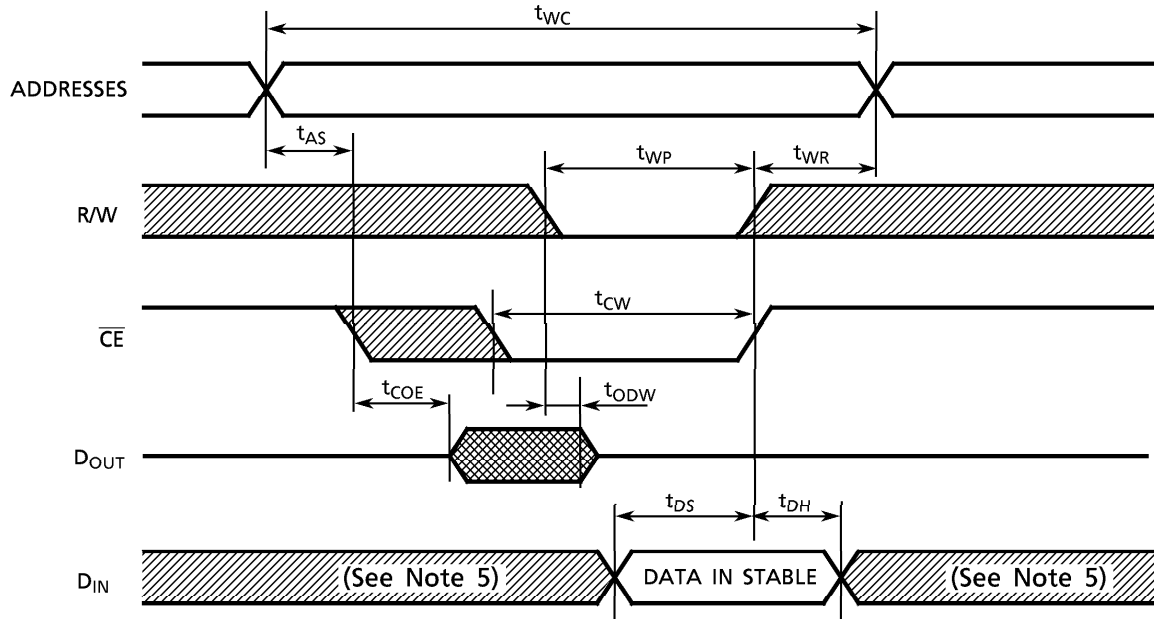 tWC
ADDRESSES
tAS
tWP
tWR
R/W
tCW
CE
tCOE
tODW
DOUT
tDS
tDH
DIN
(See Note 5)
DATA IN STABLE
(See Note 5)